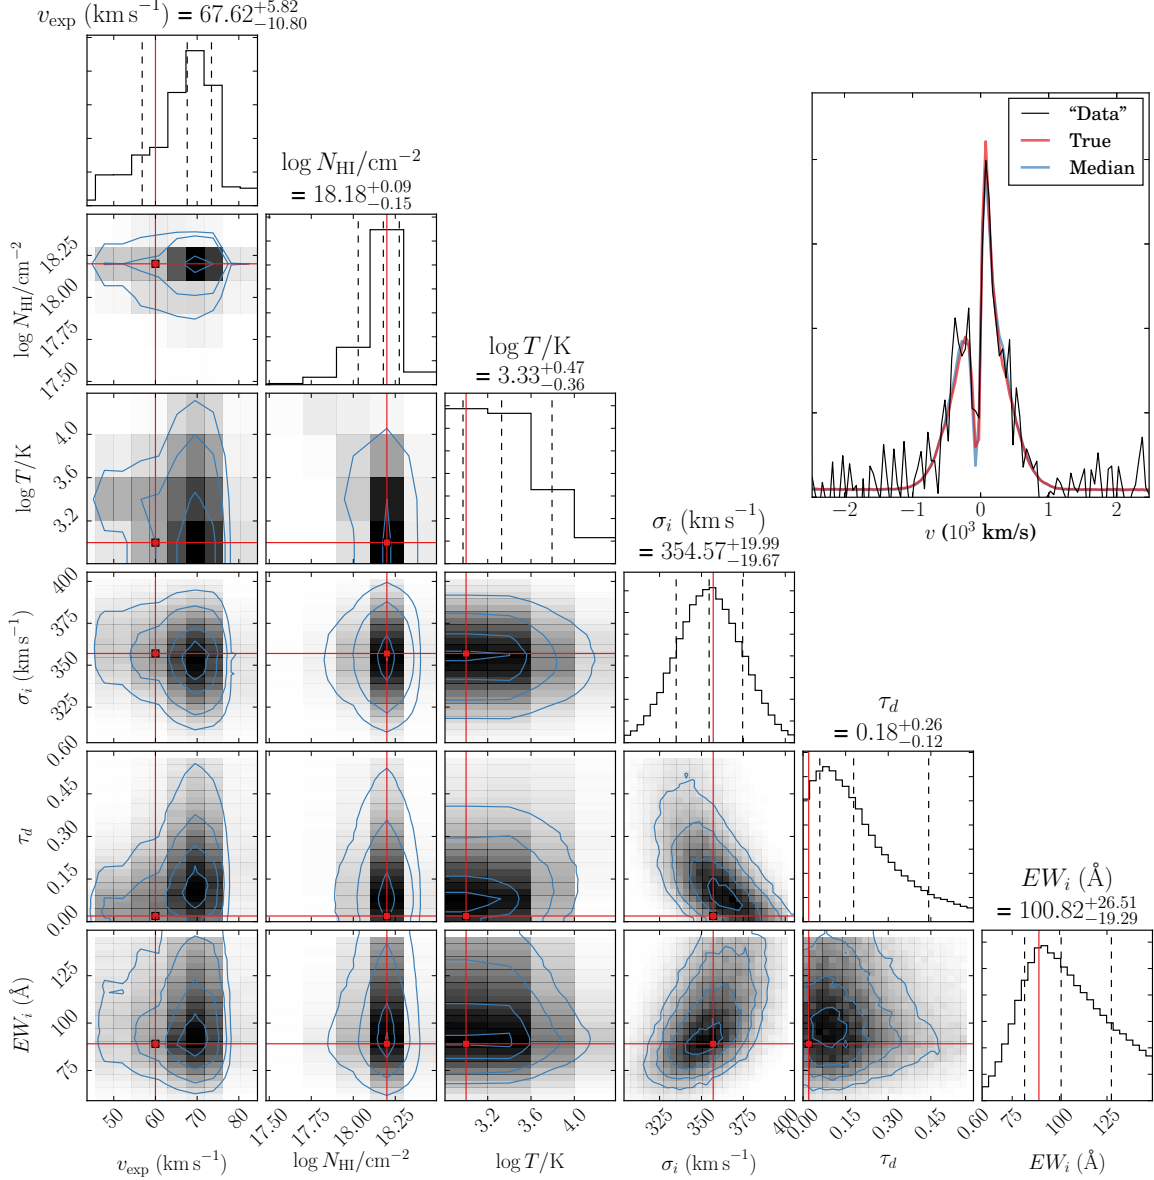 v_exp (km s⁻¹) = 67.62 +5.82 −10.80
log N_HI/cm⁻²
= 18.18 +0.09 −0.15
"Data"
True
Median
18.25
18.00
17.75
17.50
log N_HI/cm⁻²
log T/K
= 3.33 +0.47 −0.36
4.0
3.6
3.2
log T/K
−2 −1 0 1 2
v (10³ km/s)
σ_i (km s⁻¹)
= 354.57 +19.99 −19.67
400
375
350
325
σ_i (km s⁻¹)
τ_d
= 0.18 +0.26 −0.12
0.60
0.45
0.30
0.15
0.00
τ_d
EW_i (Å)
= 100.82 +26.51 −19.29
125
100
75
EW_i (Å)
50 60 70 80 17.50 17.75 18.00 18.25 3.2 3.6 4.0 325 350 375 400 0.00 0.15 0.30 0.45 0.60 75 100 125
v_exp (km s⁻¹) log N_HI/cm⁻² log T/K σ_i (km s⁻¹) τ_d EW_i (Å)